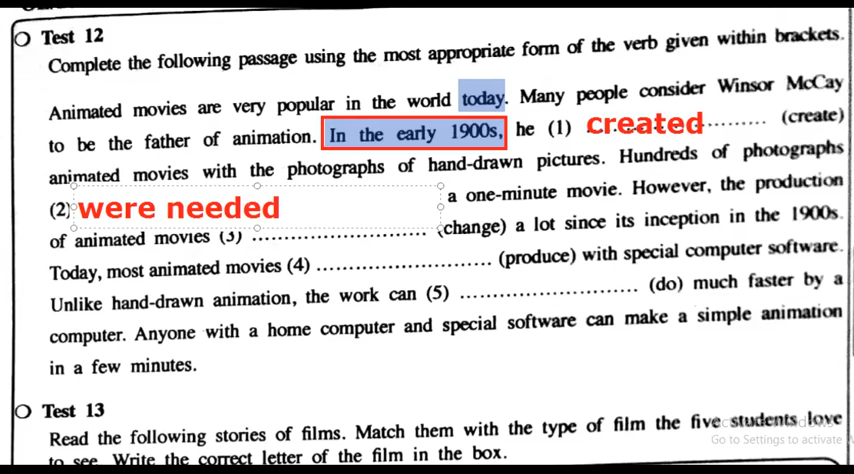 Test 12
Complete the following passage using the most appropriate form of the verb given within brackets.
Animated movies are very popular in the world today. Many people consider Winsor McCay
to be the father of animation. In the early 1900s, he (1) created ............ (create)
animated movies with the photographs of hand-drawn pictures. Hundreds of photographs
(2) were needed a one-minute movie. However, the production
of animated movies (3) .............................. (change) a lot since its inception in the 1900s.
Today, most animated movies (4) .............................. (produce) with special computer software.
Unlike hand-drawn animation, the work can (5) .............................. (do) much faster by a
computer. Anyone with a home computer and special software can make a simple animation
in a few minutes.
Test 13
Read the following stories of films. Match them with the type of film the five students love
to see. Write the correct letter of the film in the box.
Go to Settings to activate